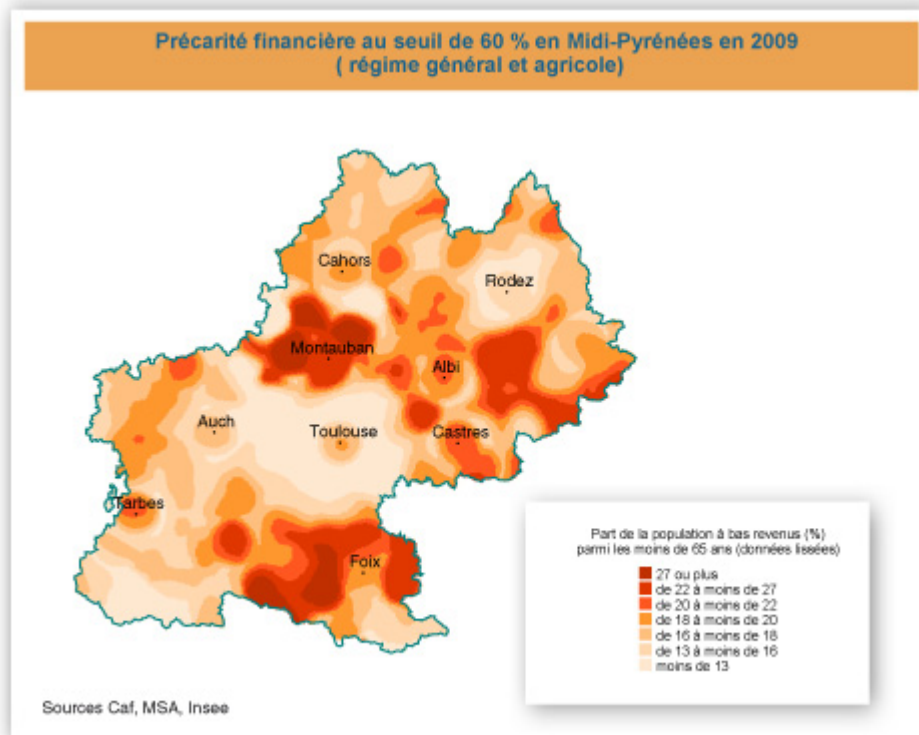 Précarité financière au seuil de 60 % en Midi-Pyrénées en 2009
( régime général et agricole)
Cahors
Rodez
Montauban
Albi
Auch
Toulouse
Castres
Tarbes
Foix
Part de la population à bas revenus (%)
parmi les moins de 65 ans (données lissées)
27 ou plus
de 22 à moins de 27
de 20 à moins de 22
de 18 à moins de 20
de 16 à moins de 18
de 13 à moins de 16
moins de 13
Sources Caf, MSA, Insee